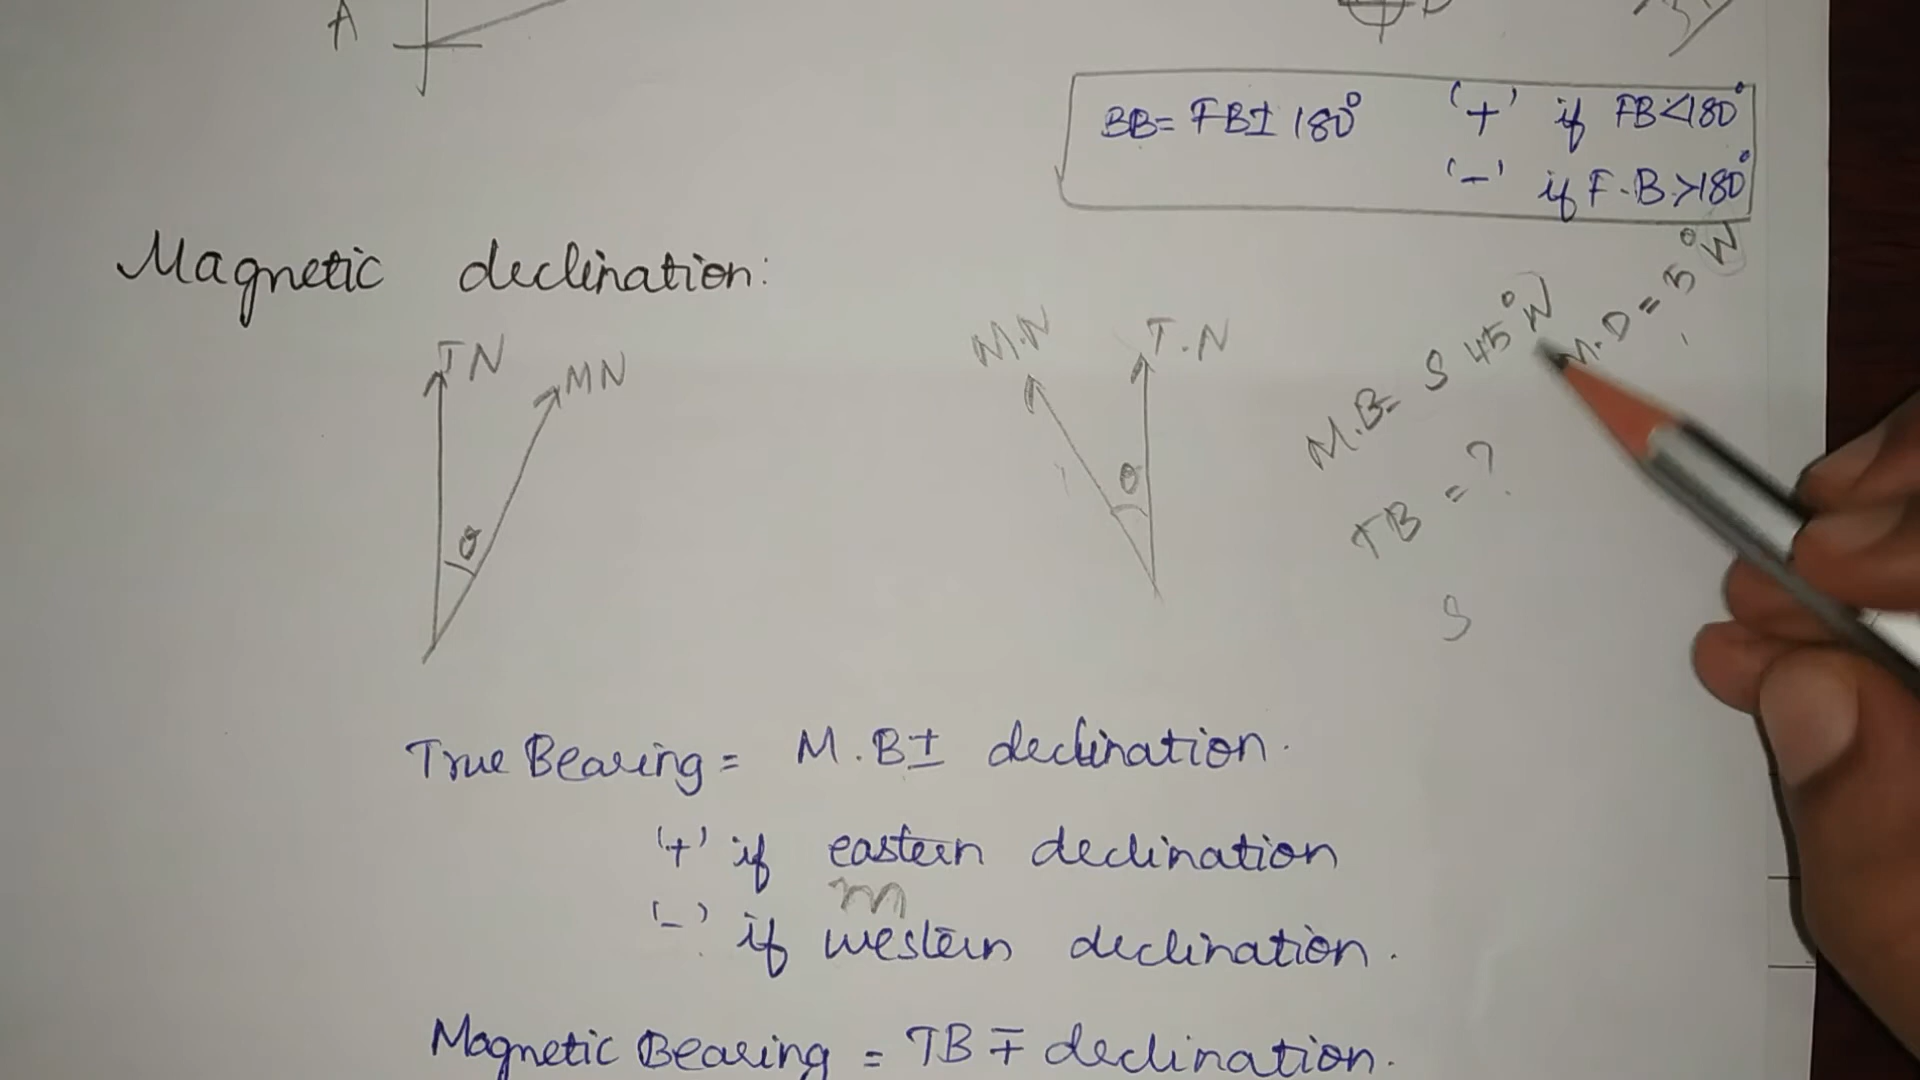 A
BB = FB ± 180° '+' if FB<180°
'-' if F.B.>180°
Magnetic declination:
TN
MN
θ
M.N
T.N
θ
M.B = S 45° W
M.D = 5° W
TB = ?
S
True Bearing = M.B ± declination.
'+' if eastern declination
m
'-' if western declination.
Magnetic Bearing = TB ∓ declination.